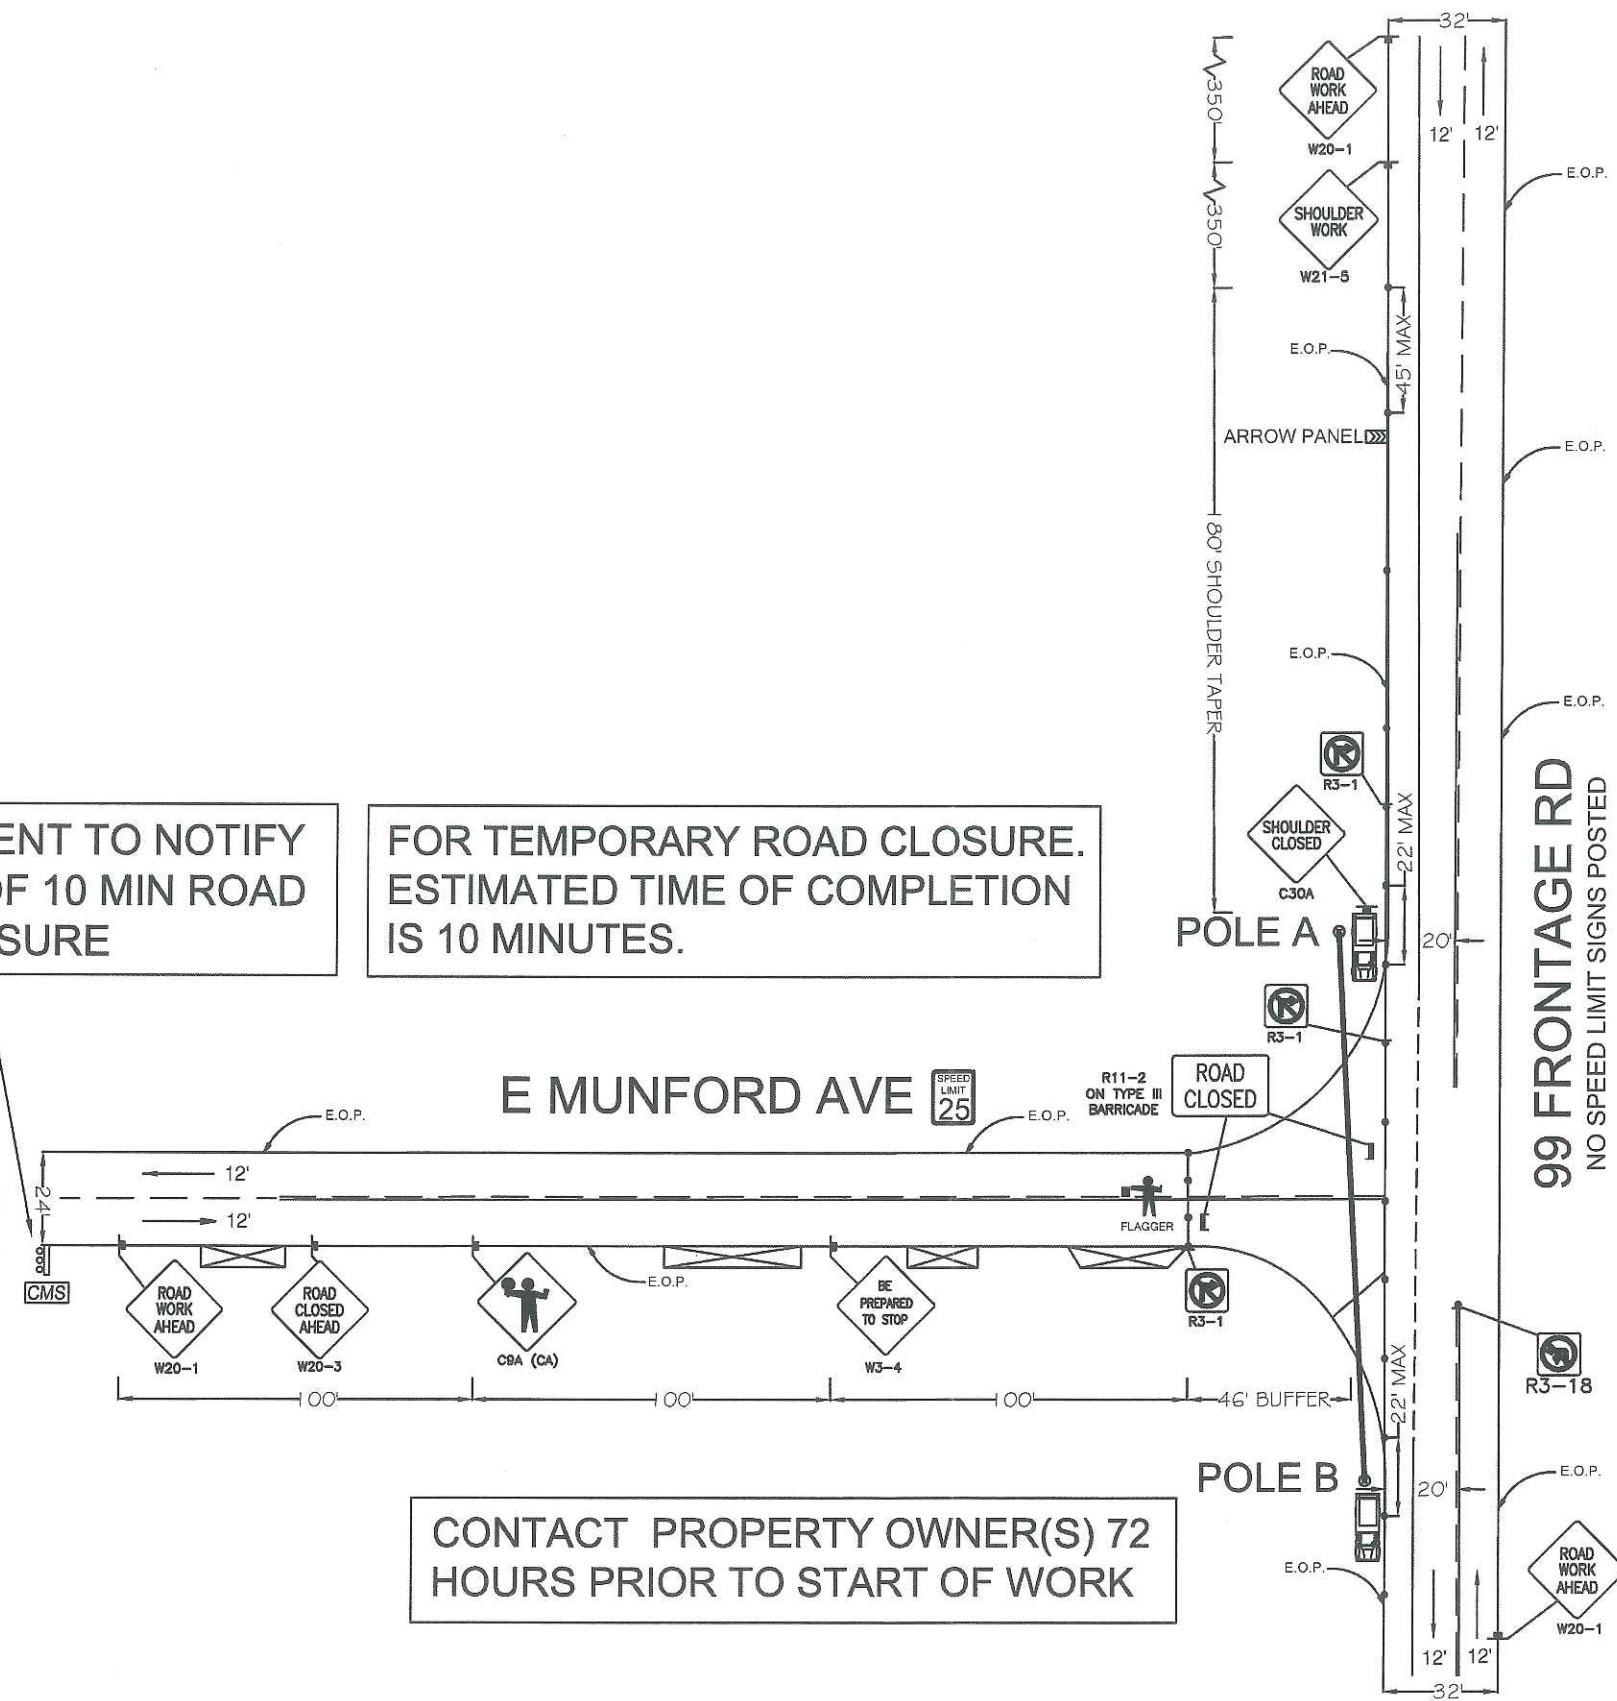 32'
350'
ROAD
WORK
AHEAD
W20-1
12'
12'
E.O.P.
350'
SHOULDER
WORK
W21-5
E.O.P.
45' MAX
ARROW PANEL
E.O.P.
180' SHOULDER TAPER
E.O.P.
E.O.P.
R3-1
SHOULDER
CLOSED
C30A
22' MAX
99 FRONTAGE RD
NO SPEED LIMIT SIGNS POSTED
ENT TO NOTIFY
OF 10 MIN ROAD
SURE
FOR TEMPORARY ROAD CLOSURE.
ESTIMATED TIME OF COMPLETION
IS 10 MINUTES.
POLE A
20'
R3-1
E MUNFORD AVE
SPEED
LIMIT
25
R11-2
ON TYPE III
BARRICADE
ROAD
CLOSED
E.O.P.
E.O.P.
12'
24'
12'
FLAGGER
CMS
ROAD
WORK
AHEAD
W20-1
ROAD
CLOSED
AHEAD
W20-3
C9A (CA)
E.O.P.
BE
PREPARED
TO STOP
W3-4
R3-1
R3-18
100'
100'
100'
46' BUFFER
22' MAX
POLE B
20'
E.O.P.
CONTACT PROPERTY OWNER(S) 72
HOURS PRIOR TO START OF WORK
E.O.P.
ROAD
WORK
AHEAD
W20-1
12'
12'
32'